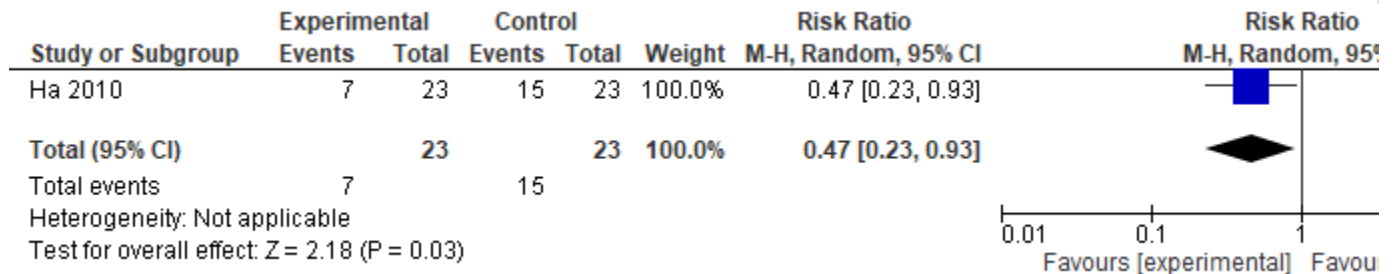 Experimental Control Risk Ratio Risk Ratio
Study or Subgroup Events Total Events Total Weight M-H, Random, 95% CI M-H, Random, 95%
Ha 2010 7 23 15 23 100.0% 0.47 [0.23, 0.93]
Total (95% CI) 23 23 100.0% 0.47 [0.23, 0.93]
Total events 7 15
Heterogeneity: Not applicable
Test for overall effect: Z = 2.18 (P = 0.03)
0.01 0.1 1
Favours [experimental] Favou